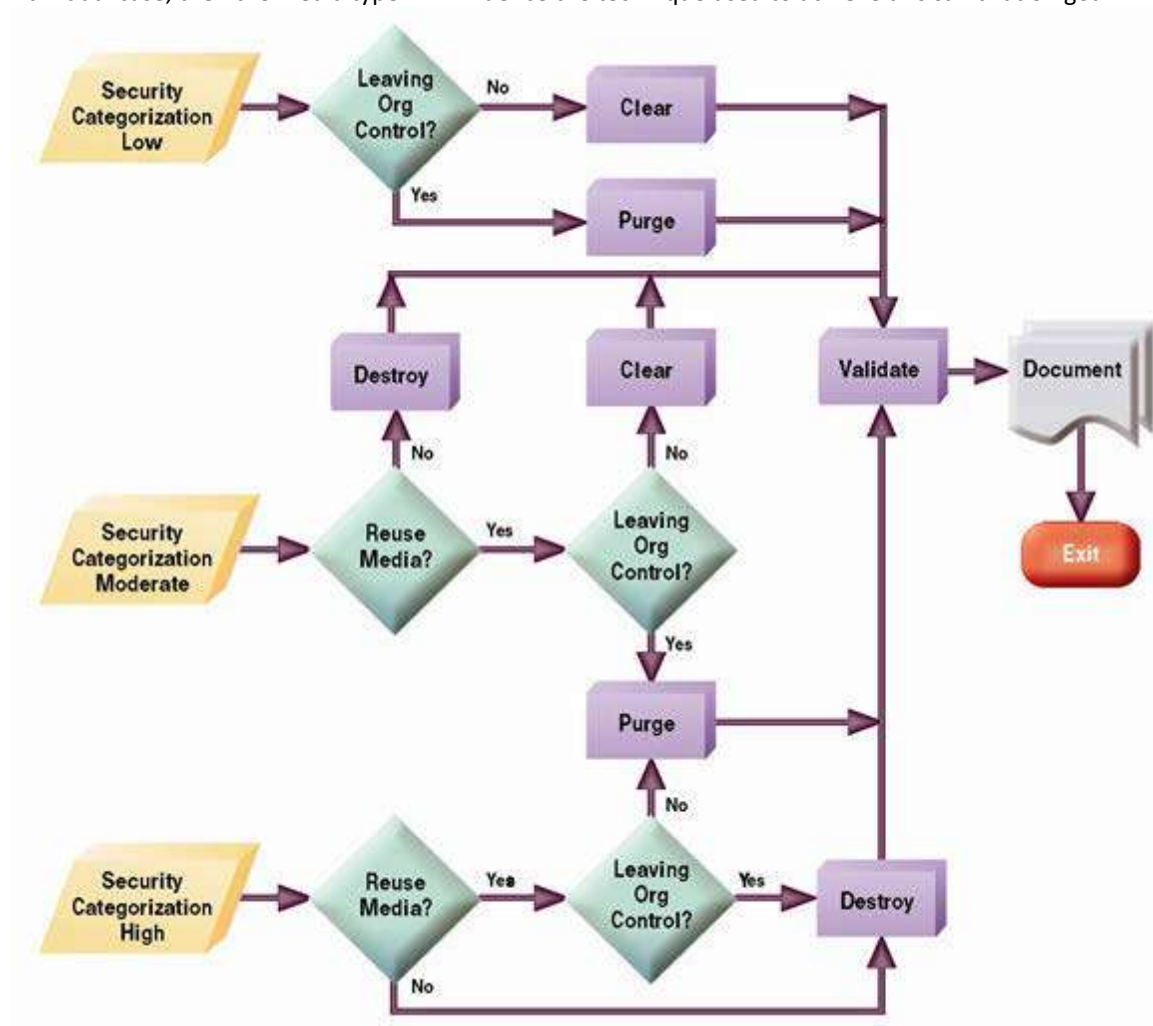 Security
Categorization
Low
Leaving
Org
Control?
No
Clear
Yes
Purge
Destroy
Clear
Validate
Document
No
No
Security
Categorization
Moderate
Reuse
Media?
Yes
Leaving
Org
Control?
Exit
Yes
Purge
No
Security
Categorization
High
Reuse
Media?
Yes
Leaving
Org
Control?
Yes
Destroy
No